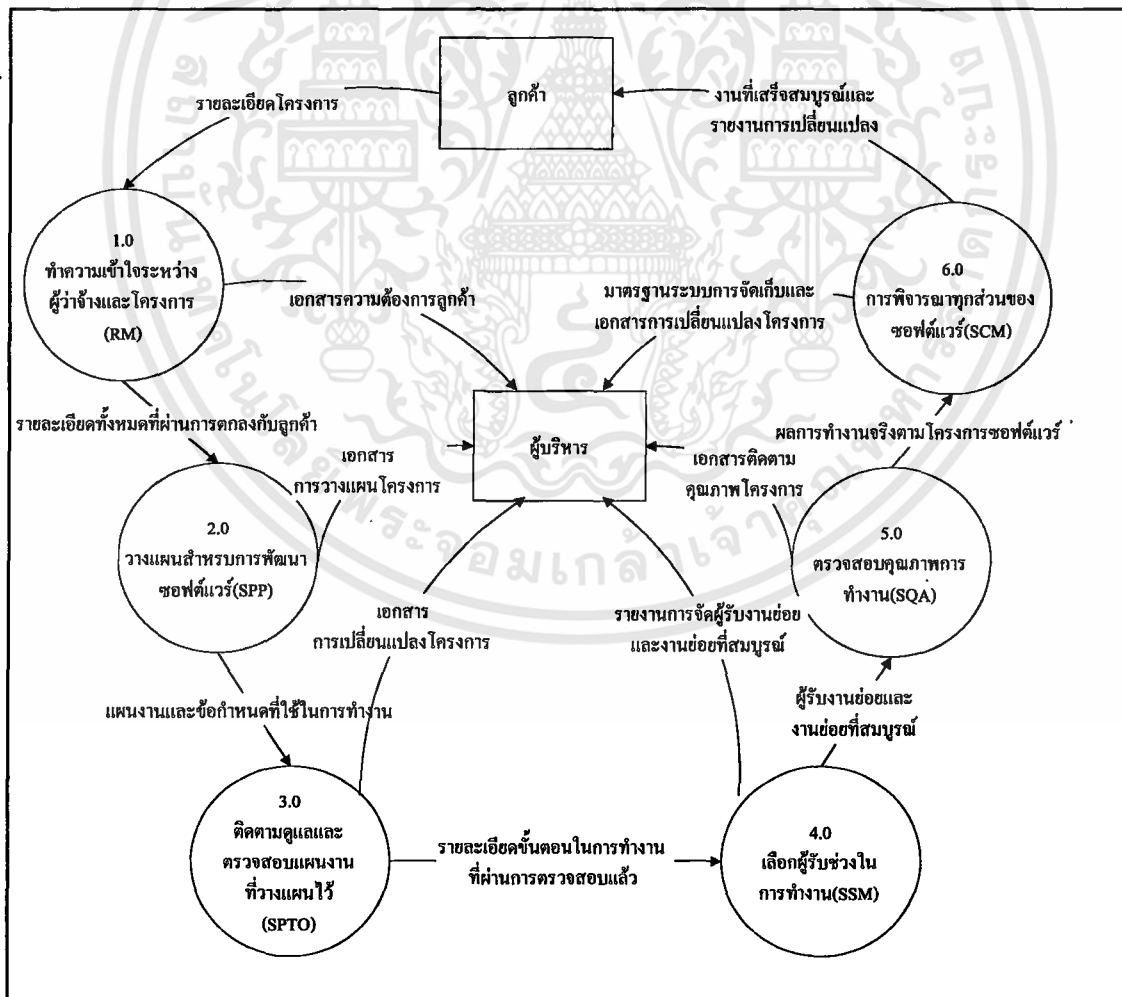 ลูกค้า
รายละเอียดโครงการ
งานที่เสร็จสมบูรณ์และ
รายงานการเปลี่ยนแปลง
1.0
ทำความเข้าใจระหว่าง
ผู้ว่าจ้างและโครงการ
(RM)
เอกสารความต้องการลูกค้า
มาตรฐานระบบการจัดเก็บและ
เอกสารการเปลี่ยนแปลงโครงการ
6.0
การพิจารณาทุกส่วนของ
ซอฟต์แวร์(SCM)
รายละเอียดทั้งหมดที่ผ่านการตกลงกับลูกค้า
ผู้บริหาร
ผลการทำงานจริงตามโครงการซอฟต์แวร์
เอกสาร
การวางแผนโครงการ
เอกสารติดตาม
คุณภาพโครงการ
2.0
วางแผนสำหรบการพัฒนา
ซอฟต์แวร์(SPP)
5.0
ตรวจสอบคุณภาพการ
ทำงาน(SQA)
เอกสาร
การเปลี่ยนแปลงโครงการ
รายงานการจัดผู้รับงานย่อย
และงานย่อยที่สมบูรณ์
แผนงานและข้อกำหนดที่ใช้ในการทำงาน
ผู้รับงานย่อยและ
งานย่อยที่สมบูรณ์
3.0
ติดตามดูแลและ
ตรวจสอบแผนงาน
ที่วางแผนไว้
(SPTO)
รายละเอียดขั้นตอนในการทำงาน
ที่ผ่านการตรวจสอบแล้ว
4.0
เลือกผู้รับช่วงใน
การทำงาน(SSM)
พระจอมเกล้าเจ้าคุณทหาร